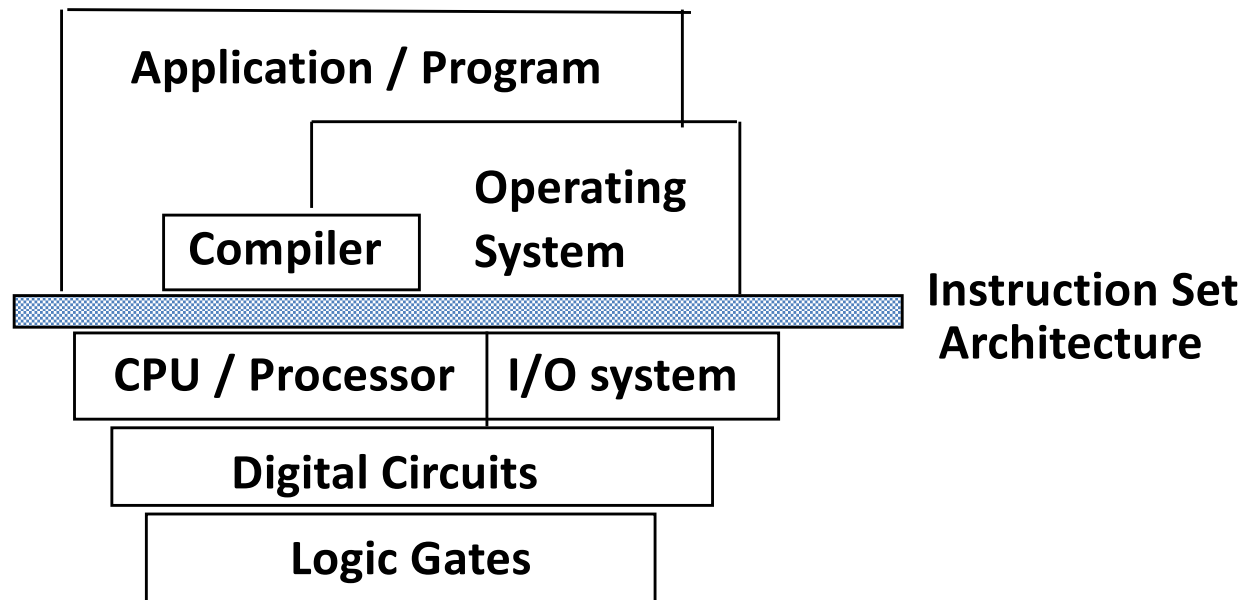 Application / Program
Operating
System
Compiler
Instruction Set
Architecture
CPU / Processor
I/O system
Digital Circuits
Logic Gates